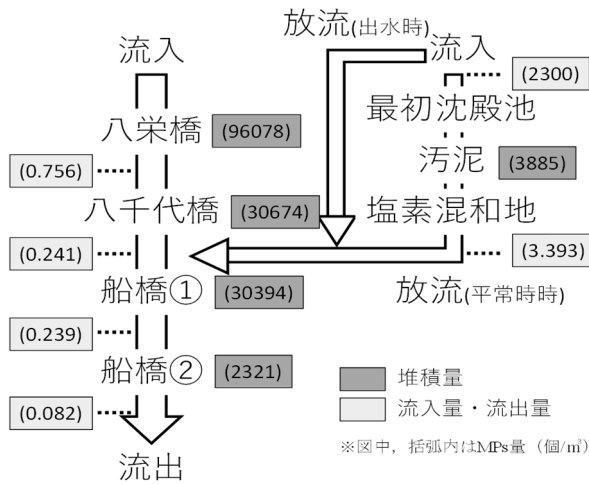 放流(出水時)
流入
流入
(2300)
最初沈殿池
八栄橋
(96078)
汚泥
(3885)
(0.756)
八千代橋
(30674)
塩素混和地
(0.241)
(3.393)
船橋①
(30394)
放流(平常時時)
(0.239)
船橋②
(2321)
堆積量
(0.082)
流入量・流出量
※図中，括弧内はMPs量（個/㎥）
流出